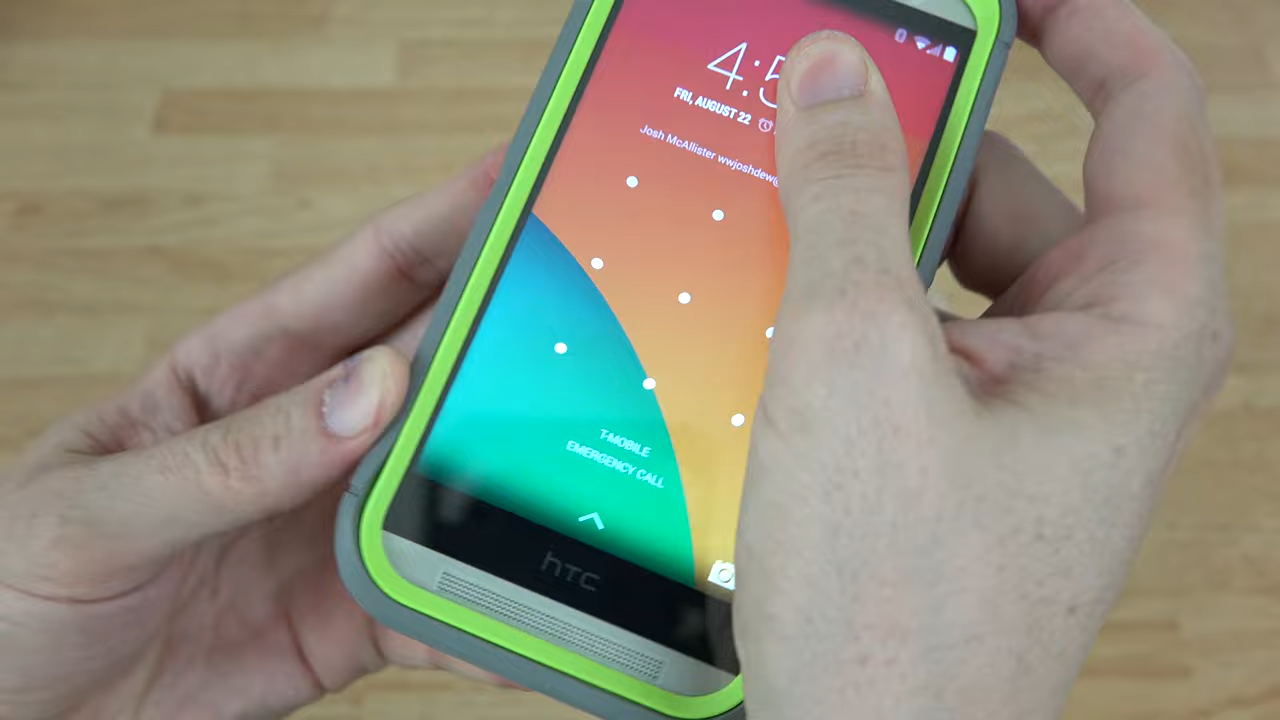 4:5
FRI, AUGUST 22
Josh McAllister wwjoshdew@
T-MOBILE
EMERGENCY CALL
hTC